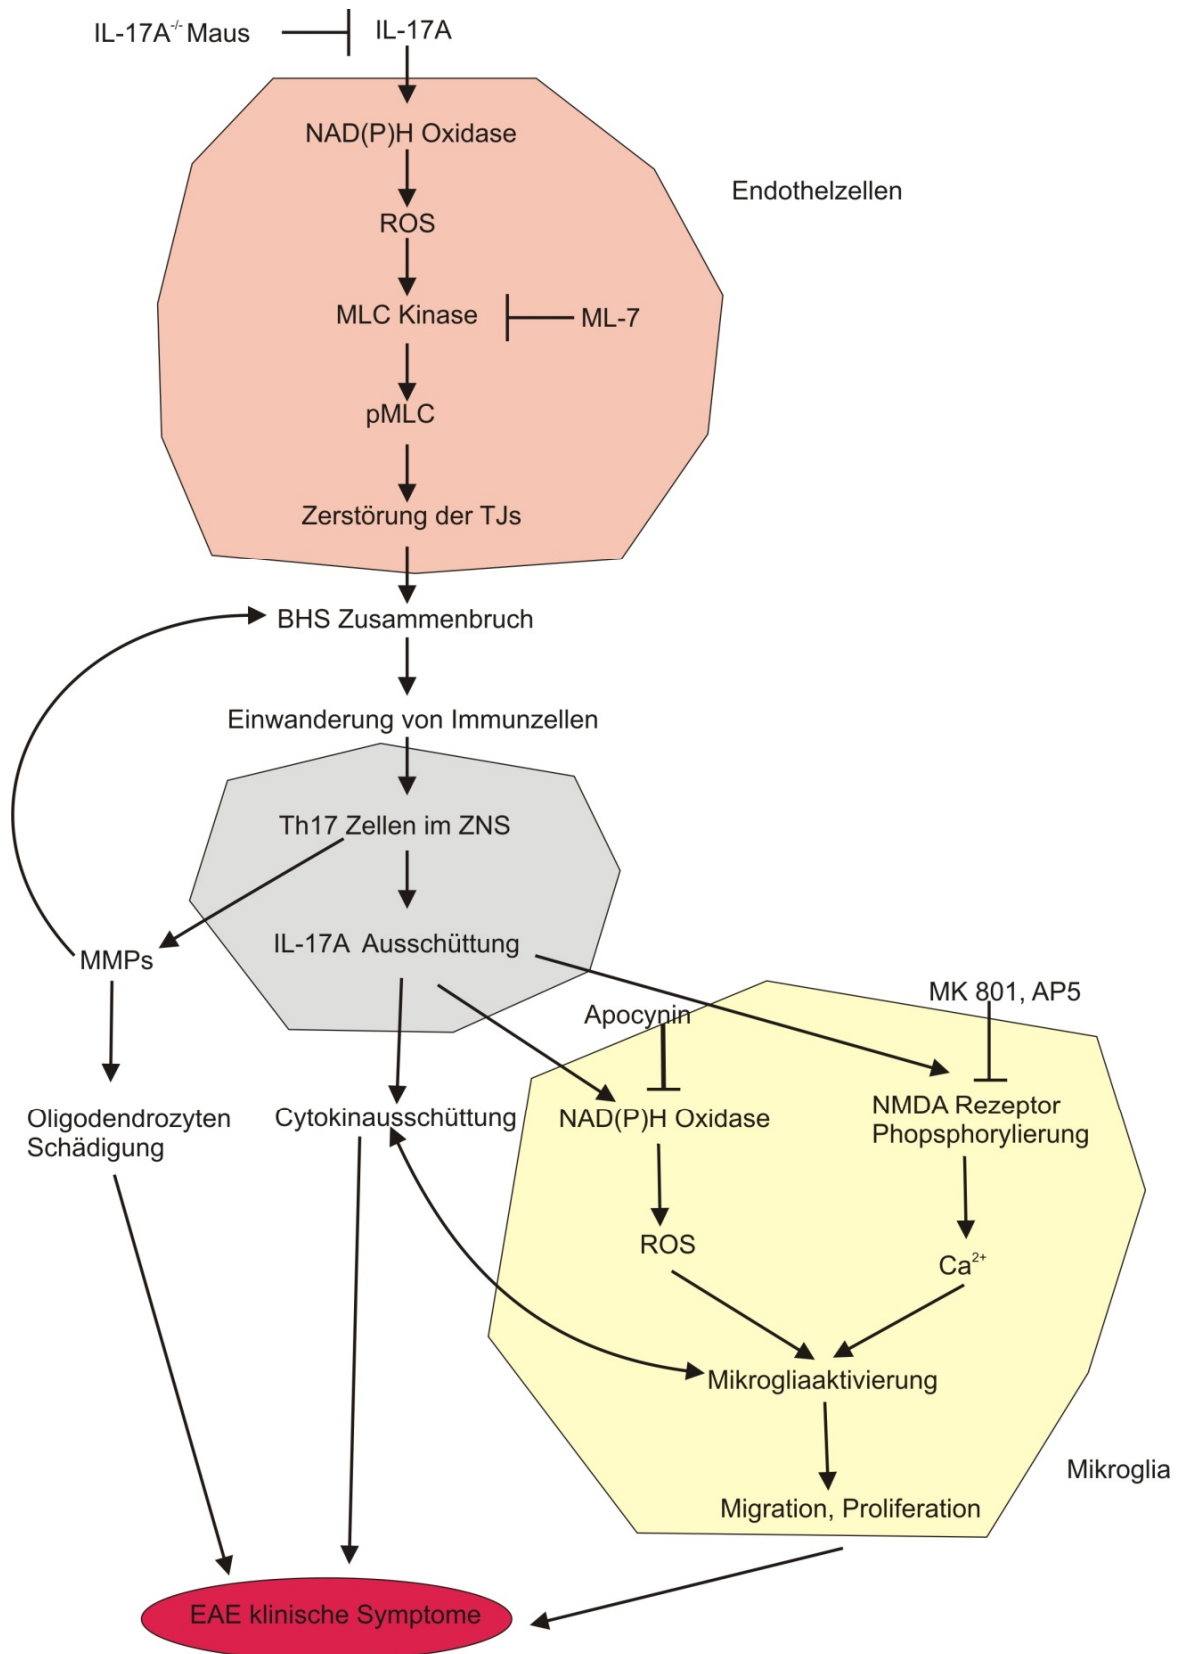 IL-17A-/- Maus
IL-17A
NAD(P)H Oxidase
Endothelzellen
ROS
MLC Kinase
ML-7
pMLC
Zerstörung der TJs
BHS Zusammenbruch
Einwanderung von Immunzellen
Th17 Zellen im ZNS
IL-17A Ausschüttung
MMPs
Apocynin
MK 801, AP5
Oligodendrozyten
Schädigung
Cytokinausschüttung
NAD(P)H Oxidase
NMDA Rezeptor
Phopsphorylierung
ROS
Ca2+
Mikrogliaaktivierung
Mikroglia
Migration, Proliferation
EAE klinische Symptome